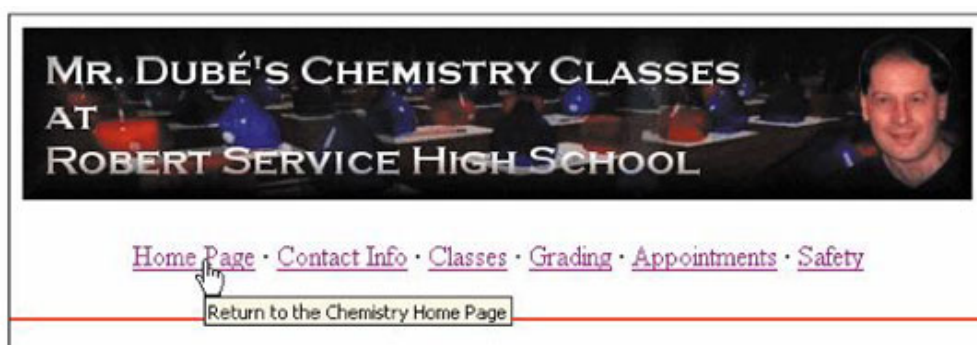 Mr. Dubé's Chemistry Classes
at
Robert Service High School
Home Page · Contact Info · Classes · Grading · Appointments · Safety
Return to the Chemistry Home Page